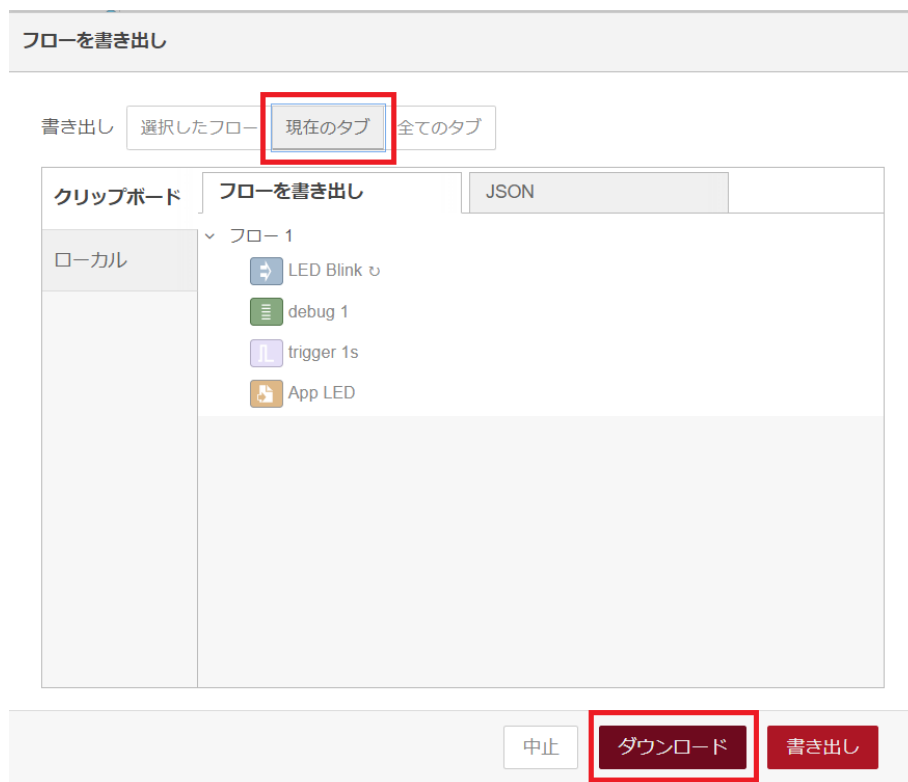 フローを書き出し
書き出し 選択したフロー 現在のタブ 全てのタブ
クリップボード フローを書き出し JSON
ローカル
フロー 1
LED Blink ↻
debug 1
trigger 1s
App LED
中止 ダウンロード 書き出し